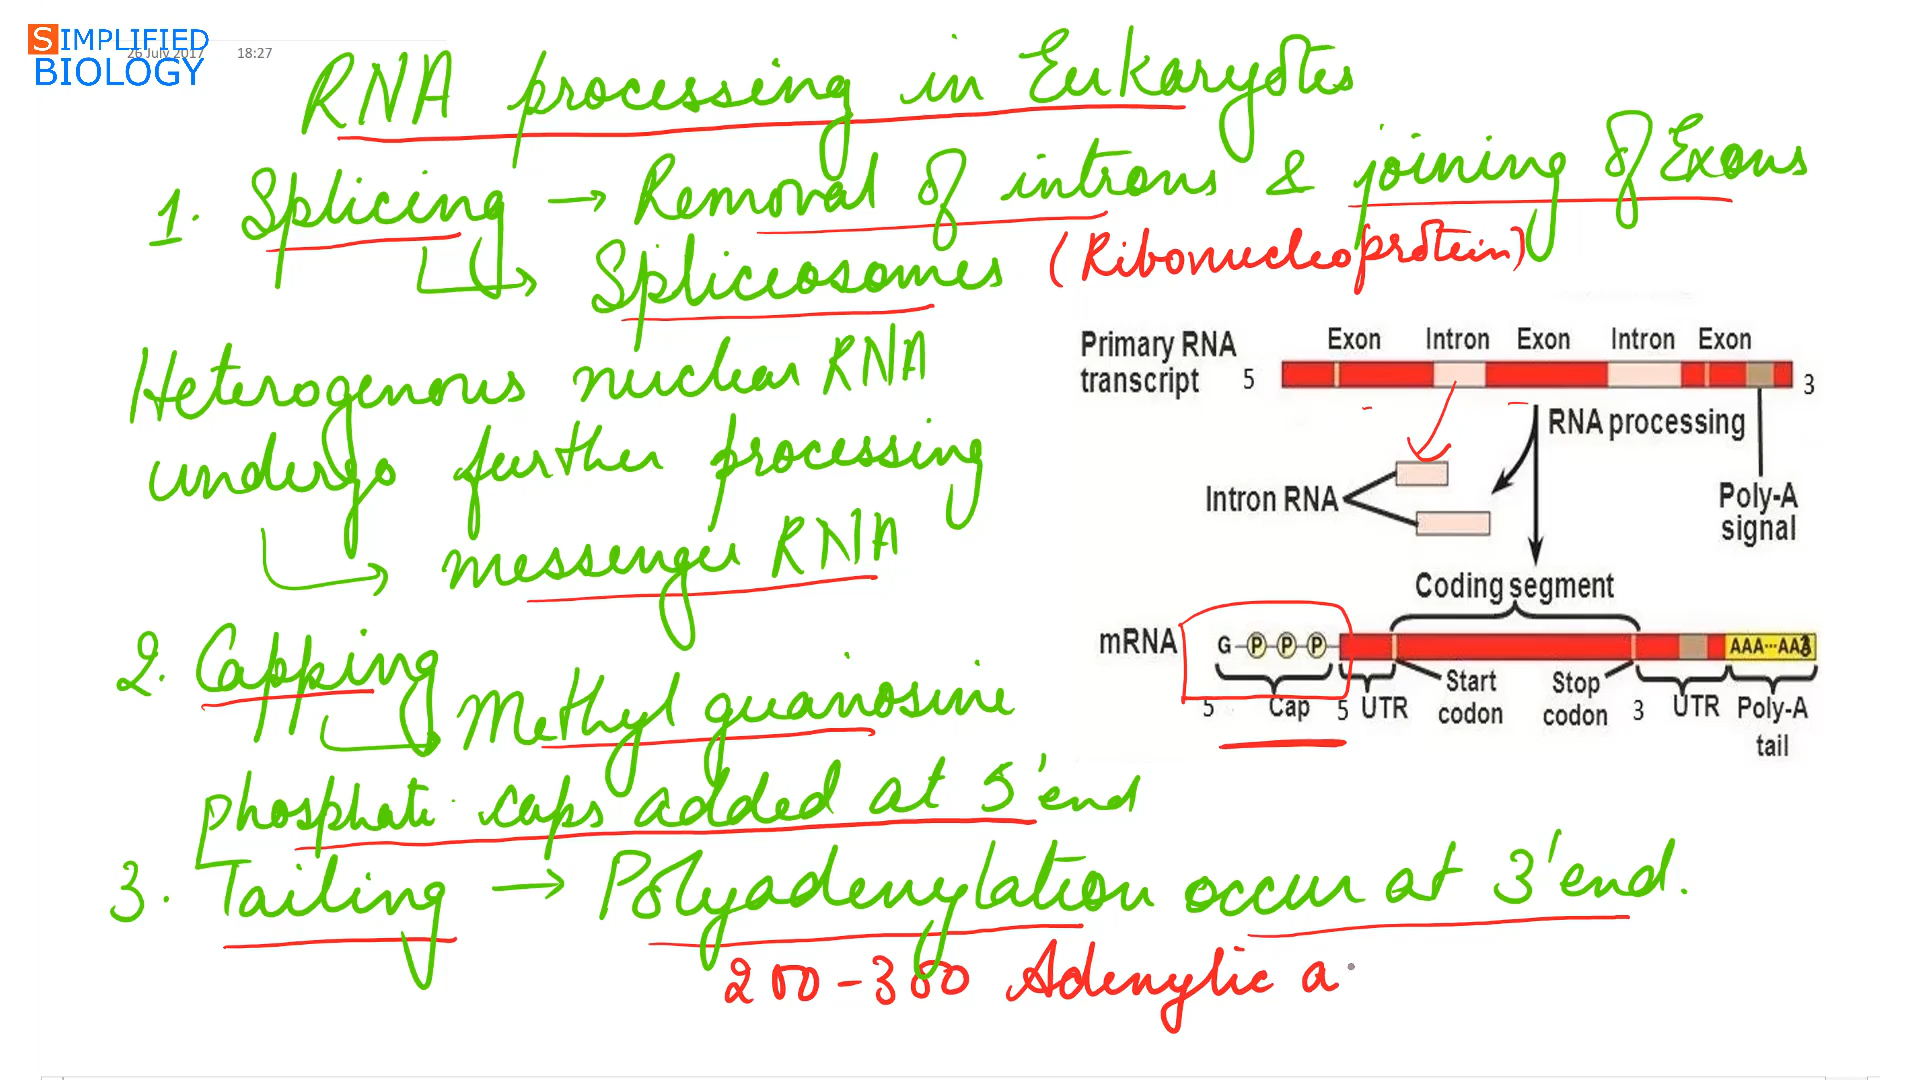 SIMPLIFIED
BIOLOGY
26 July 2017 18:27
RNA processing in Eukaryotes
1. Splicing → Removal of introns & joining of Exons
Spliceosomes (Ribonucleoprotein)
Heterogenous nuclear RNA
undergo further processing
messenger RNA
2. Capping
Methyl guanosine
phosphate caps added at 5' end
3. Tailing → Polyadenylation occur at 3' end.
200-300 Adenylic a
Exon Intron Exon Intron Exon
Primary RNA
transcript 5 3
RNA processing
Intron RNA
Poly-A
signal
Coding segment
mRNA G P P P AAA···AAA 3
5 Cap 5 UTR Start
codon Stop
codon 3 UTR Poly-A
tail